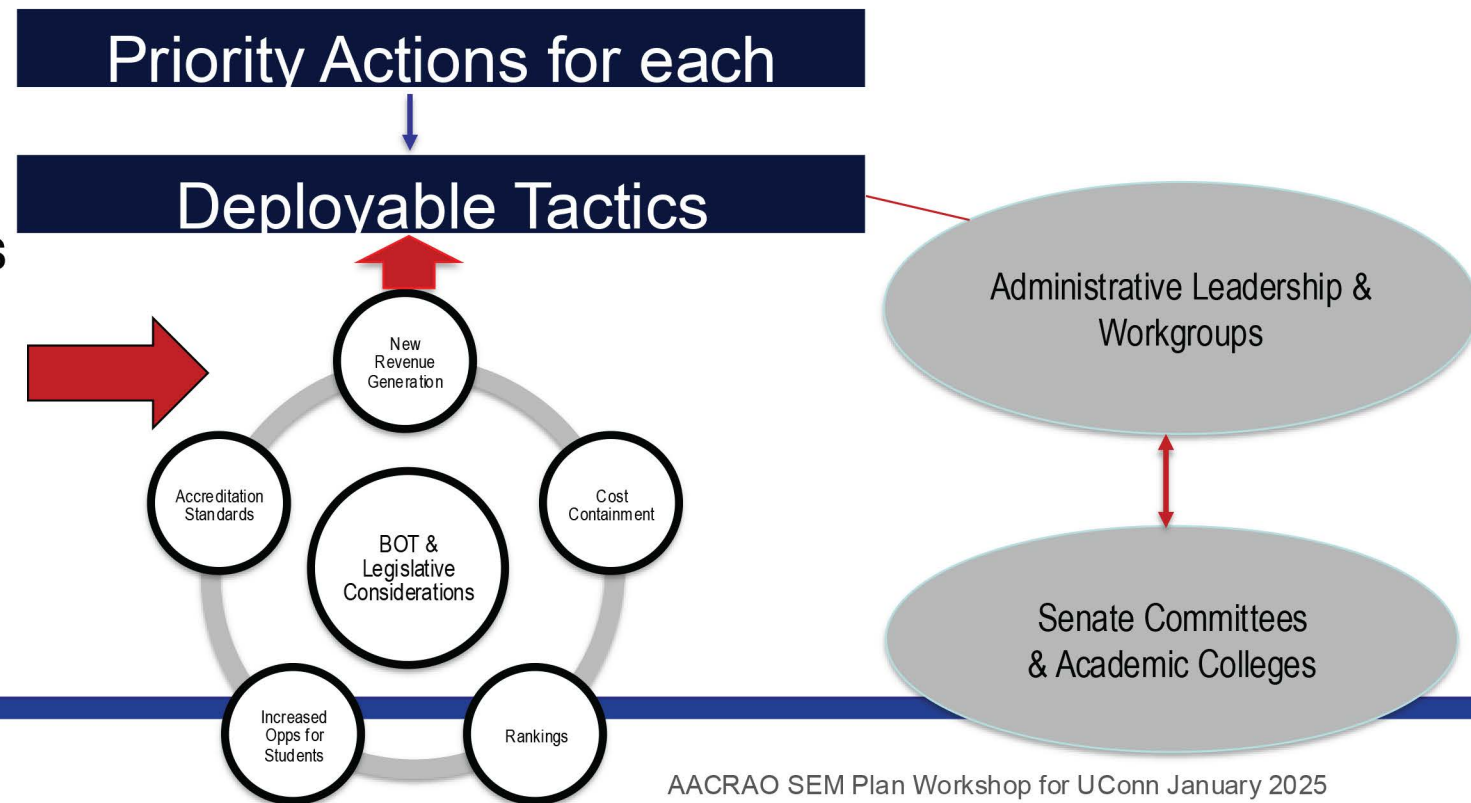 Priority Actions for each
Deployable Tactics
s
New
Revenue
Generation
Accreditation
Standards
Cost
Containment
BOT &
Legislative
Considerations
Increased
Opps for
Students
Rankings
Administrative Leadership &
Workgroups
Senate Committees
& Academic Colleges
AACRAO SEM Plan Workshop for UConn January 2025